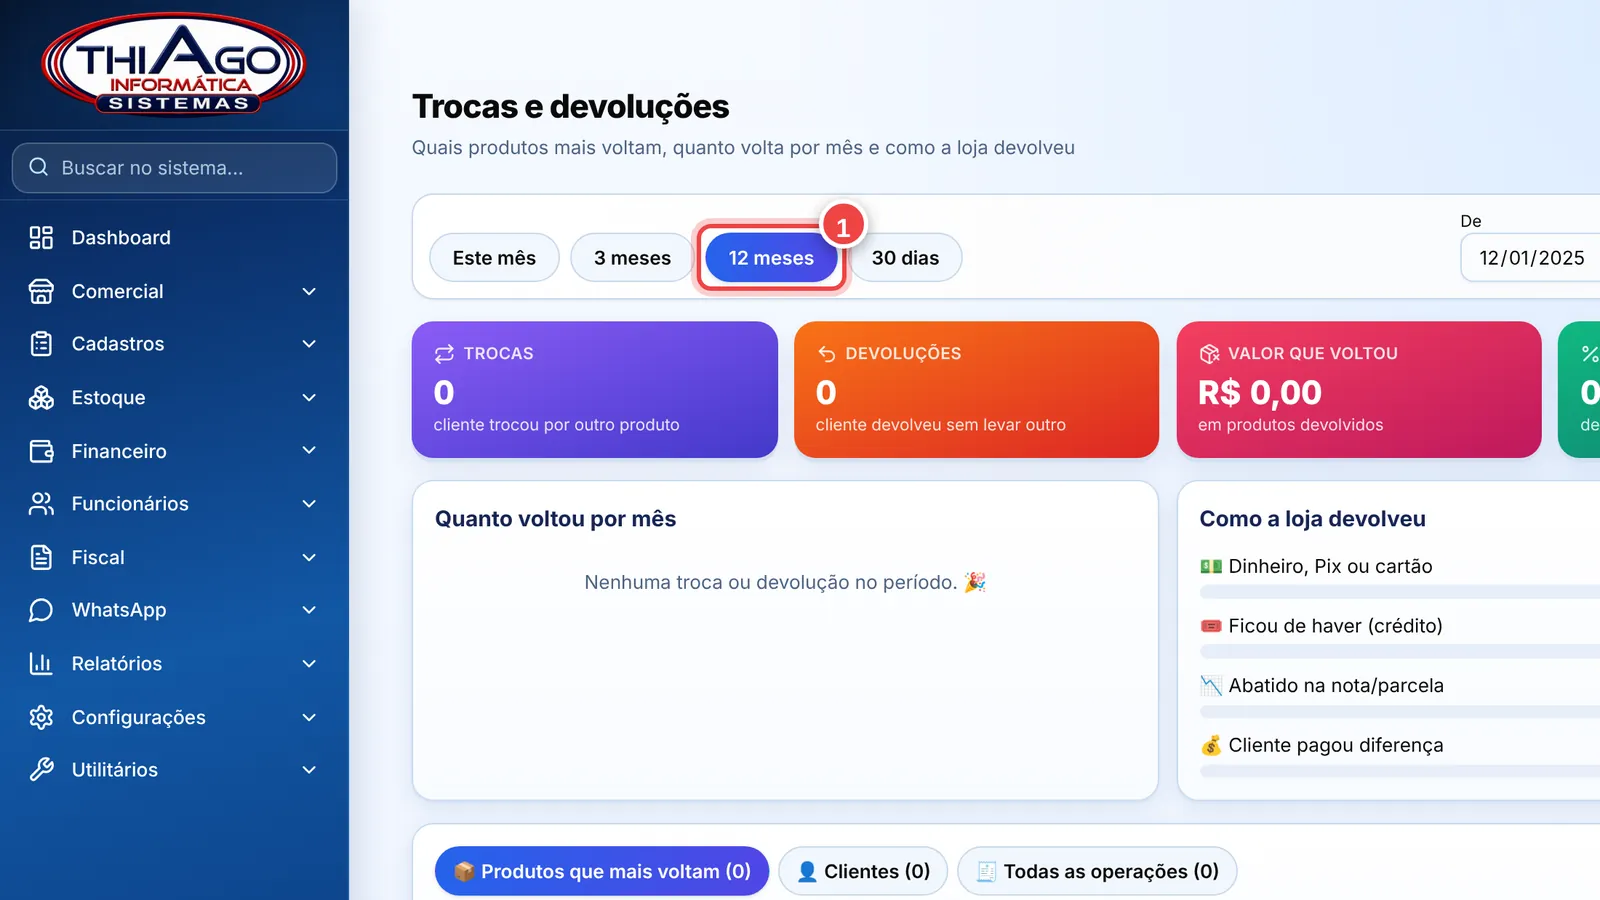 THIAGO
INFORMÁTICA
SISTEMAS
Buscar no sistema...
Dashboard
Comercial
Cadastros
Estoque
Financeiro
Funcionários
Fiscal
WhatsApp
Relatórios
Configurações
Utilitários
Trocas e devoluções
Quais produtos mais voltam, quanto volta por mês e como a loja devolveu
Este mês
3 meses
12 meses
1
30 dias
De
12/01/2025
TROCAS
0
cliente trocou por outro produto
DEVOLUÇÕES
0
cliente devolveu sem levar outro
VALOR QUE VOLTOU
R$ 0,00
em produtos devolvidos
%
0
de
Quanto voltou por mês
Nenhuma troca ou devolução no período. 🎉
Como a loja devolveu
💵 Dinheiro, Pix ou cartão
🎟️ Ficou de haver (crédito)
📉 Abatido na nota/parcela
💰 Cliente pagou diferença
📦 Produtos que mais voltam (0)
👤 Clientes (0)
🧾 Todas as operações (0)